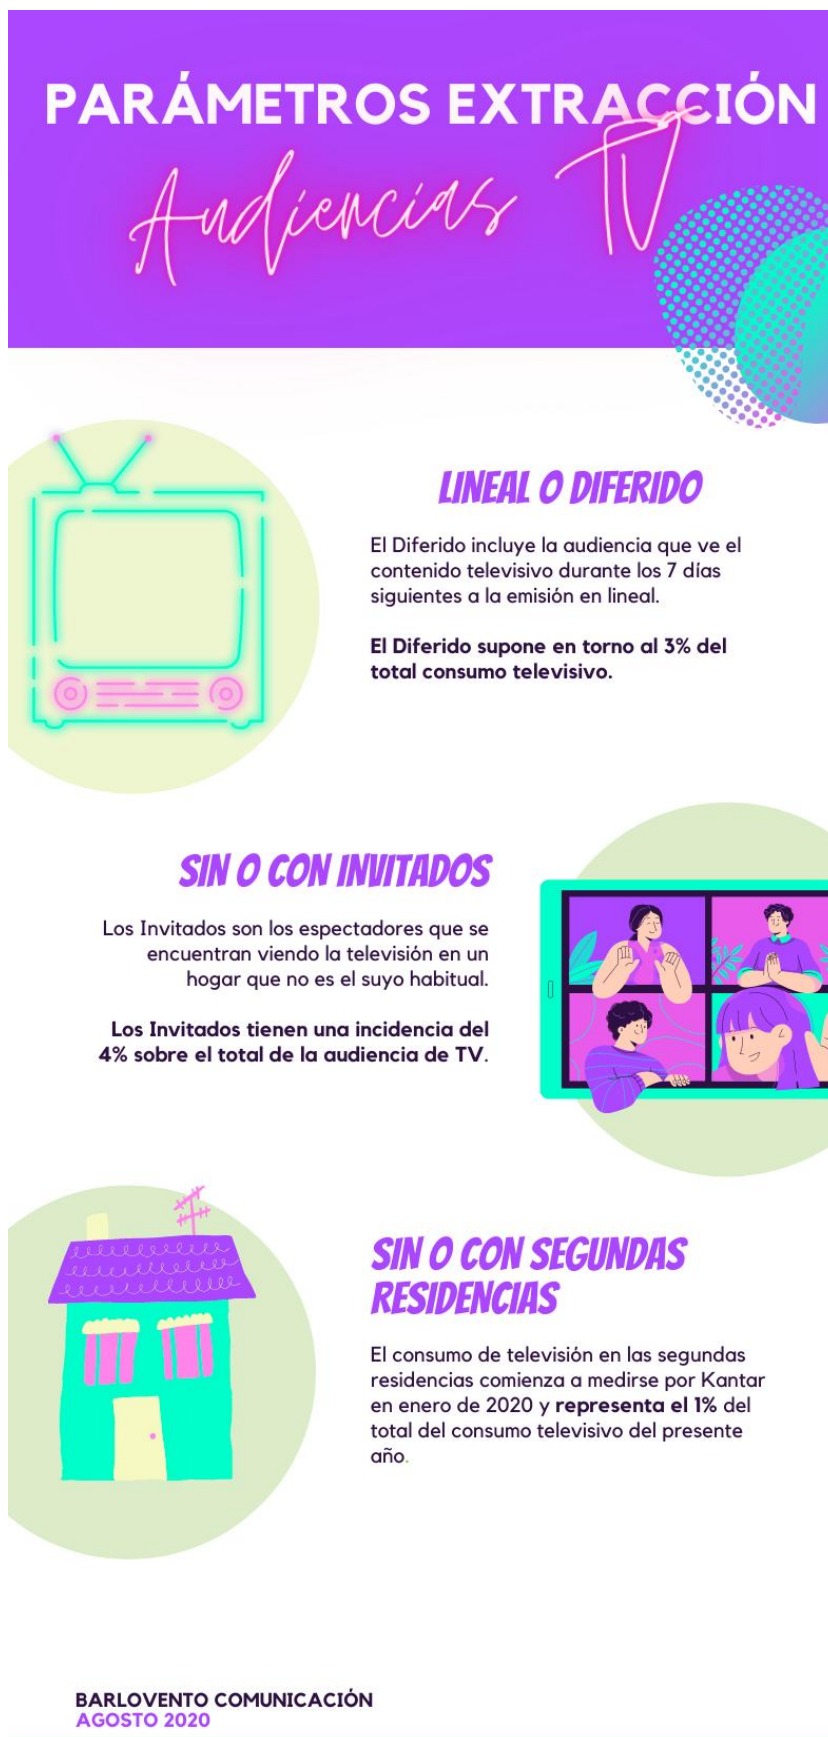 PARÁMETROS EXTRACCIÓN
Audiencias TV
LINEAL O DIFERIDO
El Diferido incluye la audiencia que ve el
contenido televisivo durante los 7 días
siguientes a la emisión en lineal.
El Diferido supone en torno al 3% del
total consumo televisivo.
SIN O CON INVITADOS
Los Invitados son los espectadores que se
encuentran viendo la televisión en un
hogar que no es el suyo habitual.
Los Invitados tienen una incidencia del
4% sobre el total de la audiencia de TV.
SIN O CON SEGUNDAS
RESIDENCIAS
El consumo de televisión en las segundas
residencias comienza a medirse por Kantar
en enero de 2020 y representa el 1% del
total del consumo televisivo del presente
año.
BARLOVENTO COMUNICACIÓN
AGOSTO 2020